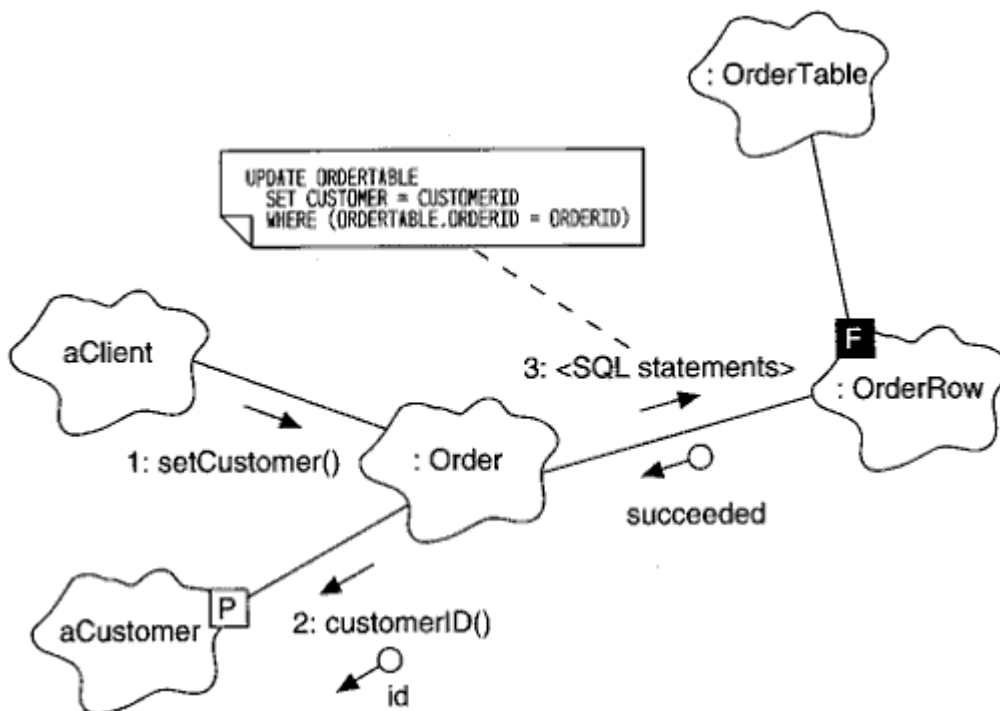 : OrderTable
UPDATE ORDERTABLE
SET CUSTOMER = CUSTOMERID
WHERE (ORDERTABLE.ORDERID = ORDERID)
aClient
F
3: <SQL statements>
: OrderRow
1: setCustomer()
: Order
succeeded
P
aCustomer
2: customerID()
id